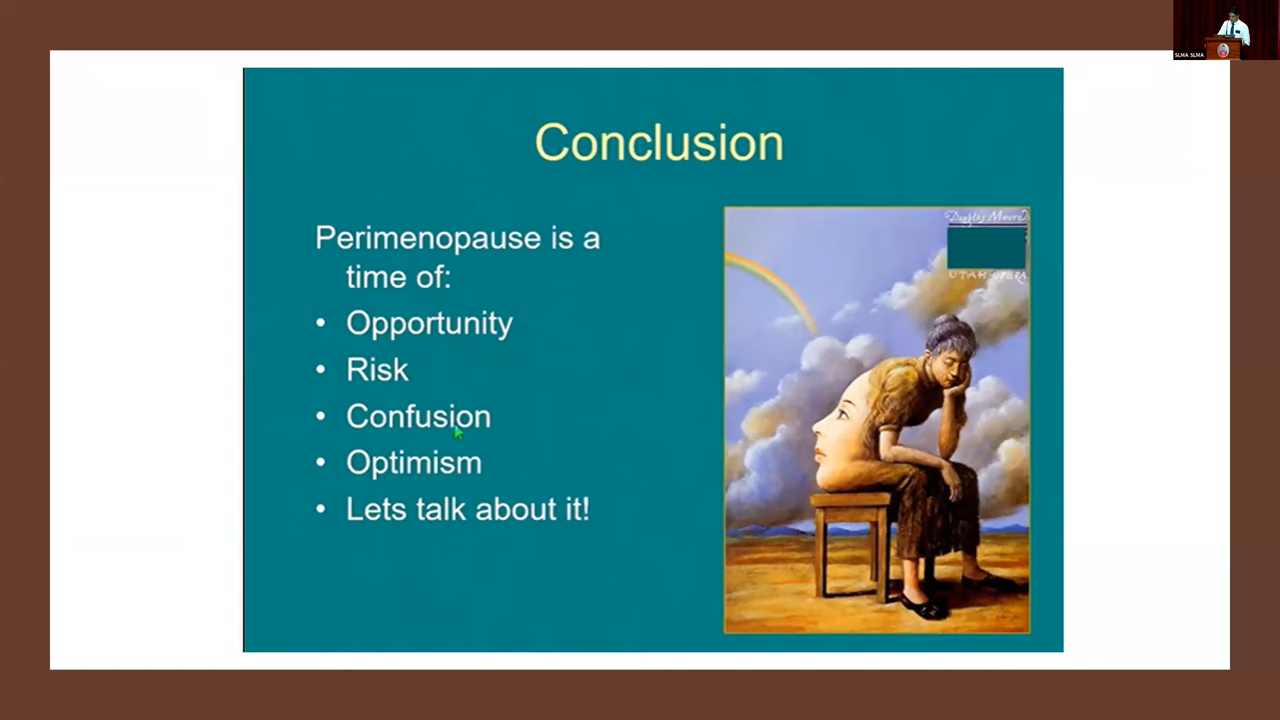 SLMA SLMA
Conclusion
Perimenopause is a
time of:
• Opportunity
• Risk
• Confusion
• Optimism
• Lets talk about it!
Douglas Moore
UTAH OPERA